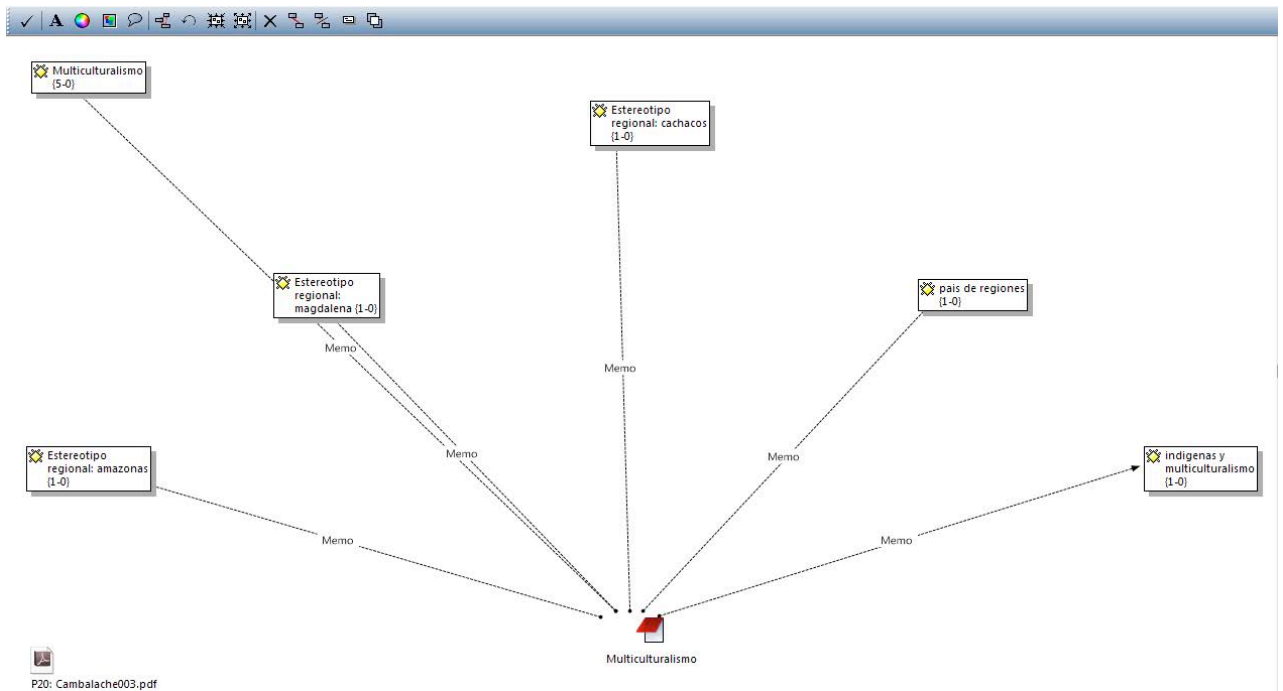 Multiculturalismo
{5-0}
Estereotipo
regional: cachacos
{1-0}
Estereotipo
regional:
magdalena {1-0}
pais de regiones
{1-0}
Memo
Memo
Estereotipo
regional: amazonas
{1-0}
Memo
Memo
indigenas y
multiculturalismo
{1-0}
Memo
Memo
Multiculturalismo
P20: Cambalache003.pdf